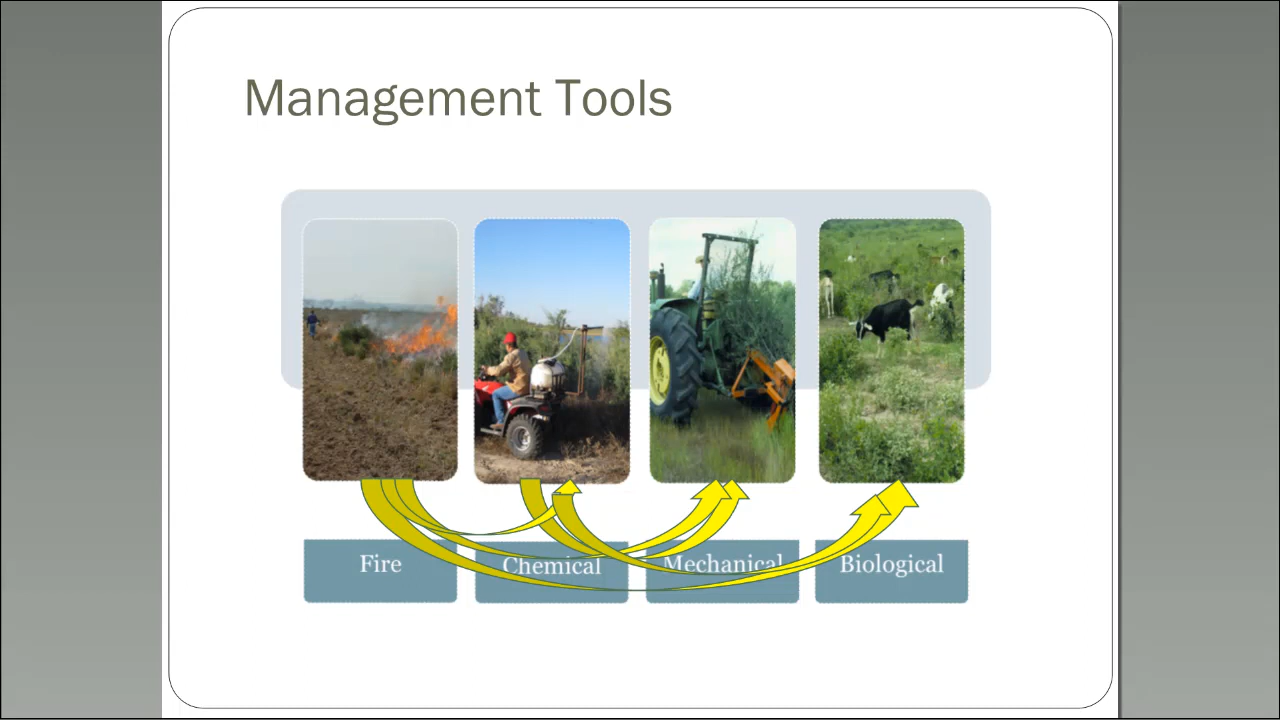 Management Tools
Fire
Chemical
Mechanical
Biological